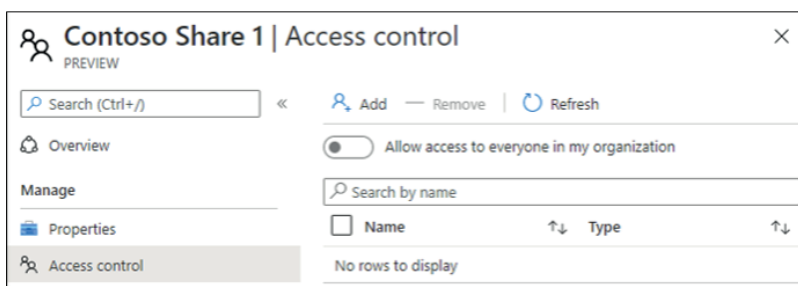 Contoso Share 1 | Access control
PREVIEW
Search (Ctrl+/)
Add
Remove
Refresh
Overview
Allow access to everyone in my organization
Manage
Search by name
Properties
Name
Type
Access control
No rows to display